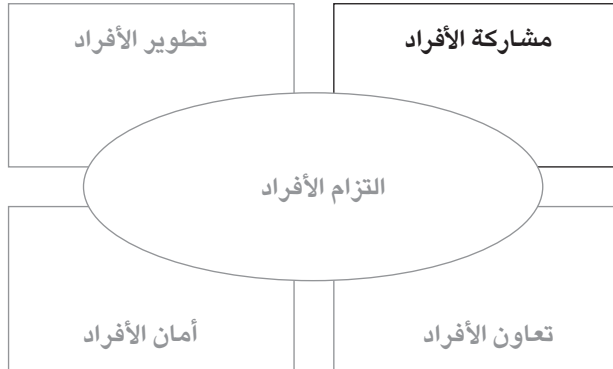 مشاركة الأفراد
تطوير الأفراد
التزام الأفراد
تعاون الأفراد
أمان الأفراد